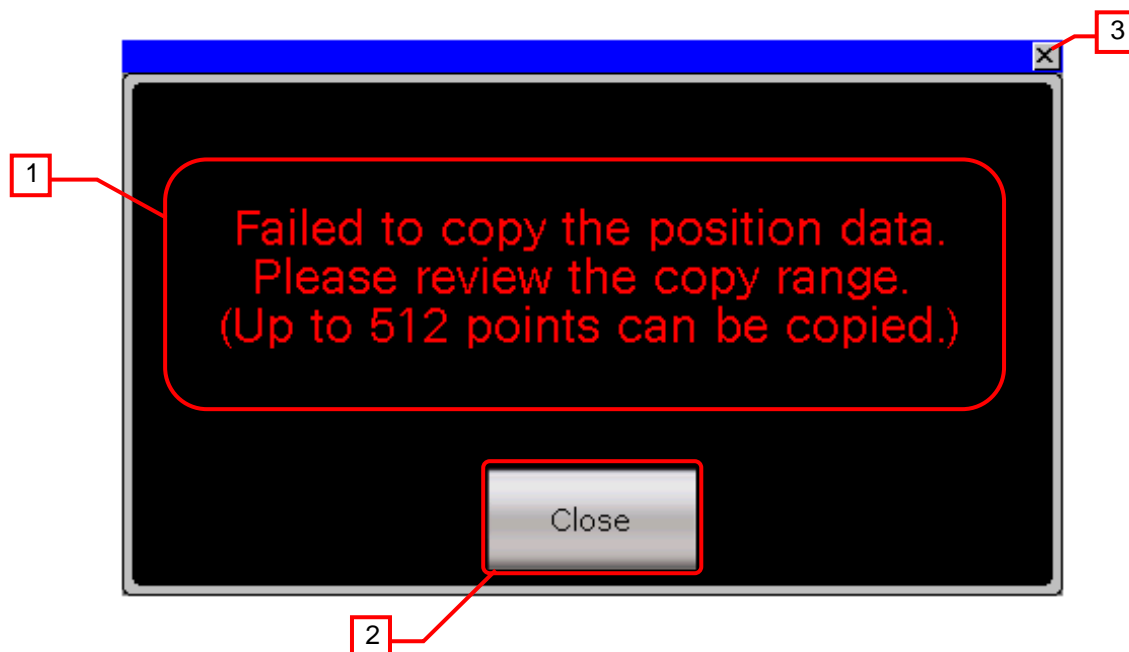 3
1
Failed to copy the position data.
Please review the copy range.
(Up to 512 points can be copied.)
Close
2